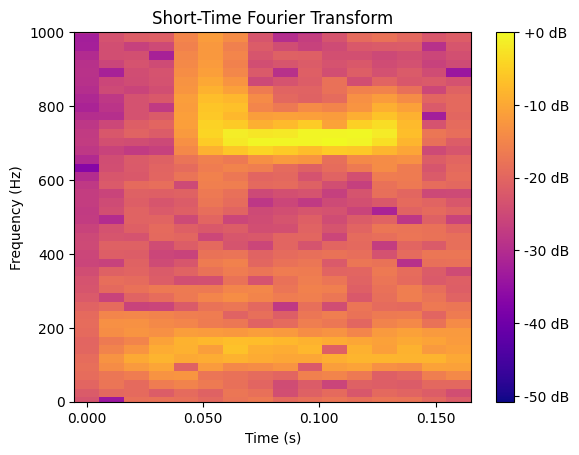 Short-Time Fourier Transform
1000
800
600
400
200
0
Frequency (Hz)
0.000
0.050
0.100
0.150
Time (s)
+0 dB
-10 dB
-20 dB
-30 dB
-40 dB
-50 dB